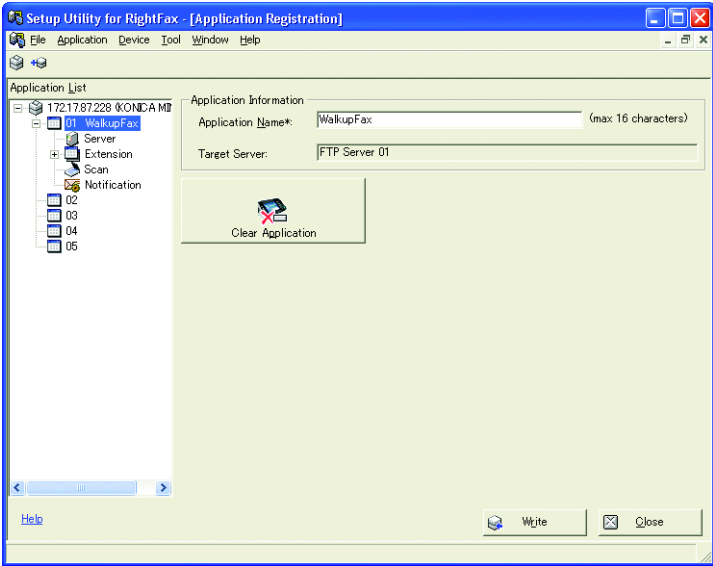 Setup Utility for RightFax - [Application Registration]
File Application Device Tool Window Help
Application List
172.17.87.228 (KONICA MIN
01 WalkupFax
Server
Extension
Scan
Notification
02
03
04
05
Application Information
Application Name*: WalkupFax (max 16 characters)
Target Server: FTP Server 01
Clear Application
Help
Write Close